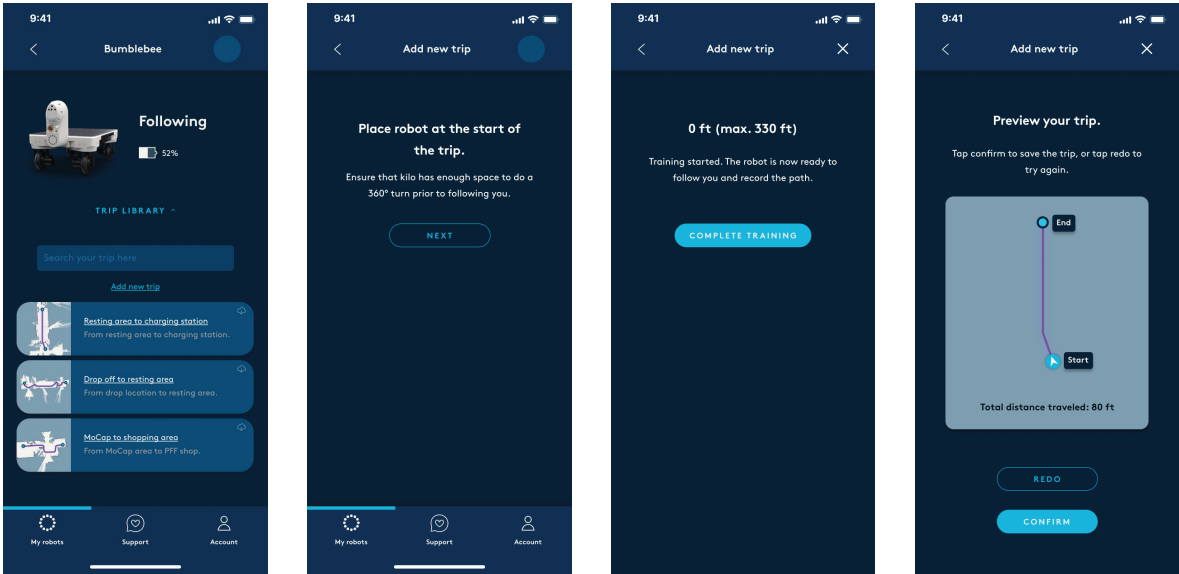 9:41
Bumblebee
Following
52%
TRIP LIBRARY
Search your trip here
Add new trip
Resting area to charging station
From resting area to charging station.
Drop off to resting area
From drop location to resting area.
MoCap to shopping area
From MoCap area to PFF shop.
My robots
Support
Account
9:41
Add new trip
Place robot at the start of
the trip.
Ensure that kilo has enough space to do a
360° turn prior to following you.
NEXT
My robots
Support
Account
9:41
Add new trip
0 ft (max. 330 ft)
Training started. The robot is now ready to
follow you and record the path.
COMPLETE TRAINING
9:41
Add new trip
Preview your trip.
Tap confirm to save the trip, or tap redo to
try again.
End
Start
Total distance traveled: 80 ft
REDO
CONFIRM